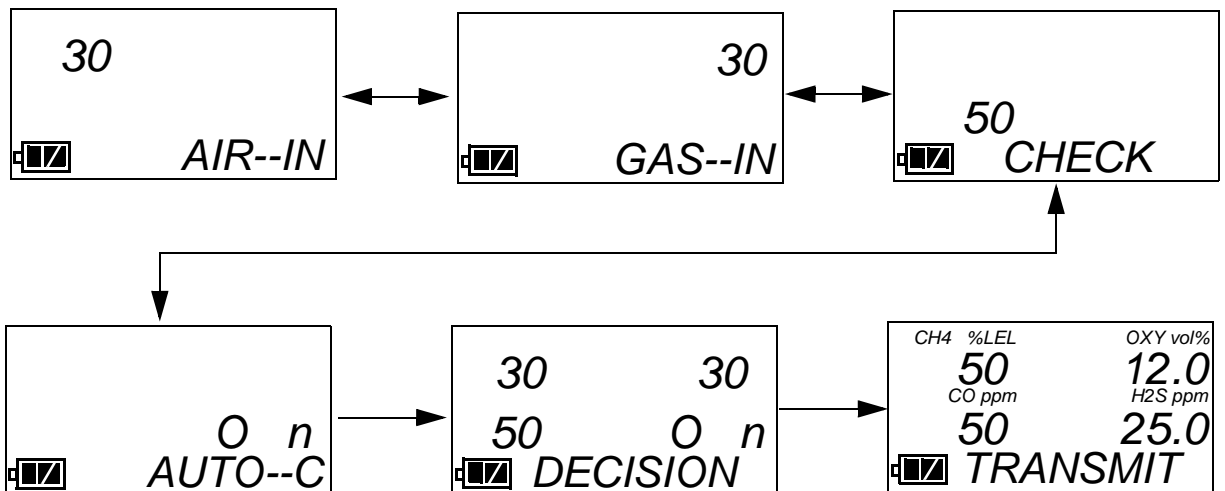 30
AIR--IN
30
GAS--IN
50
CHECK
O n
AUTO--C
30 30
50 O n
DECISION
CH4 %LEL OXY vol%
50 12.0
CO ppm H2S ppm
50 25.0
TRANSMIT